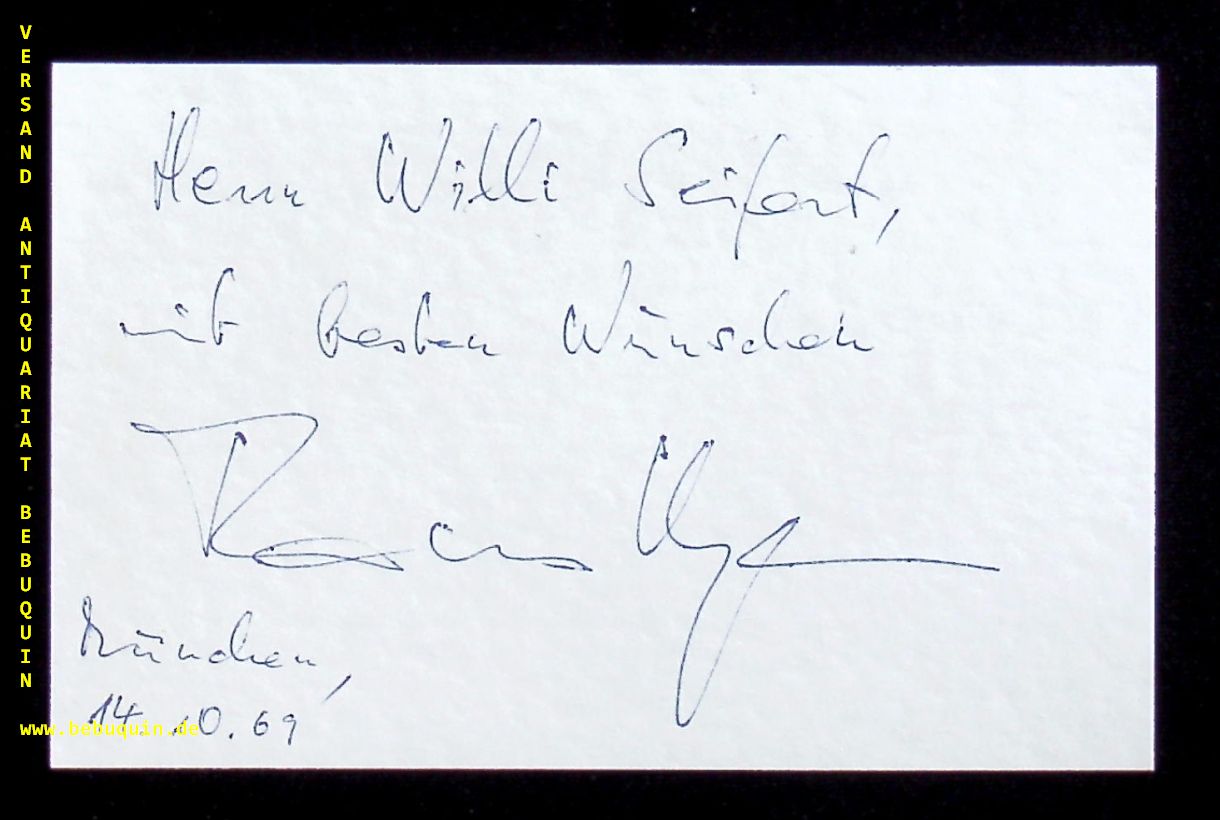 VERSAND ANTIQUARIAT BEBUQUIN
Herrn Willi Seifert,
mit besten Wünschen
München,
14.10.69
www.bebuquin.de